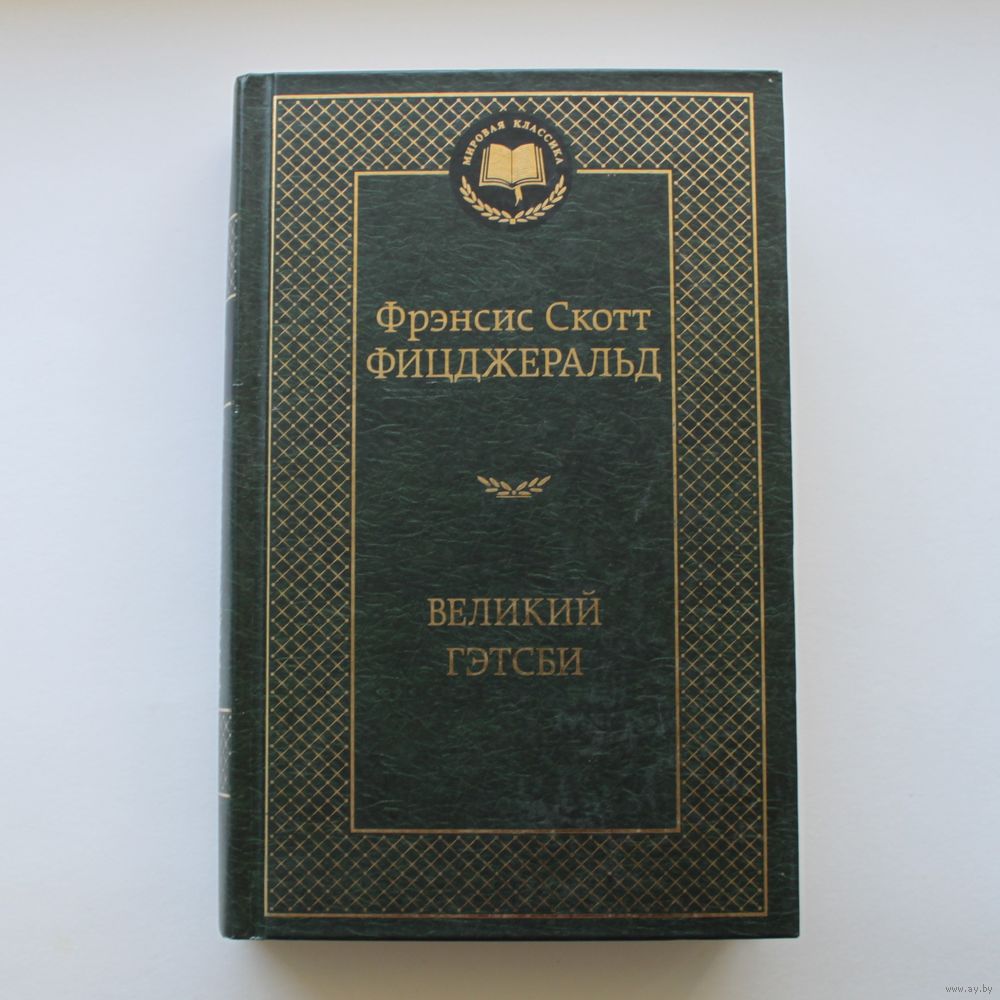 МИРОВАЯ КЛАССИКА
Фрэнсис Скотт
ФИЦДЖЕРАЛЬД
ВЕЛИКИЙ
ГЭТСБИ
www.ay.by